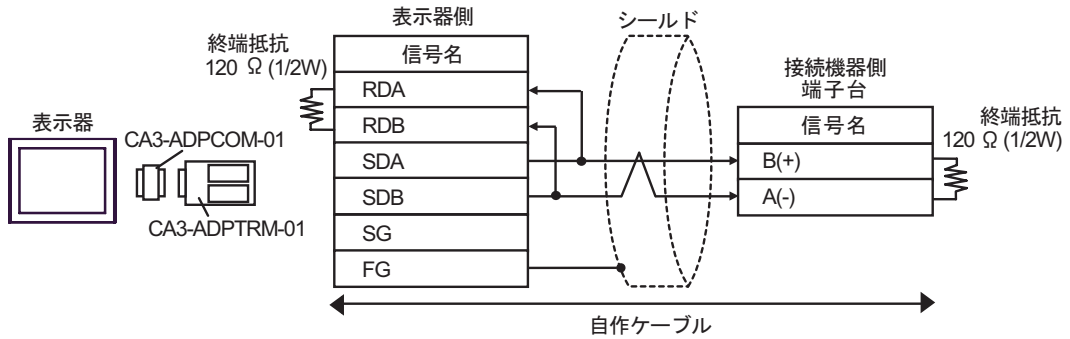 表示器
CA3-ADPCOM-01
CA3-ADPTRM-01
終端抵抗
120 Ω (1/2W)
表示器側
信号名
RDA
RDB
SDA
SDB
SG
FG
シールド
接続機器側
端子台
信号名
B(+)
A(-)
終端抵抗
120 Ω (1/2W)
自作ケーブル